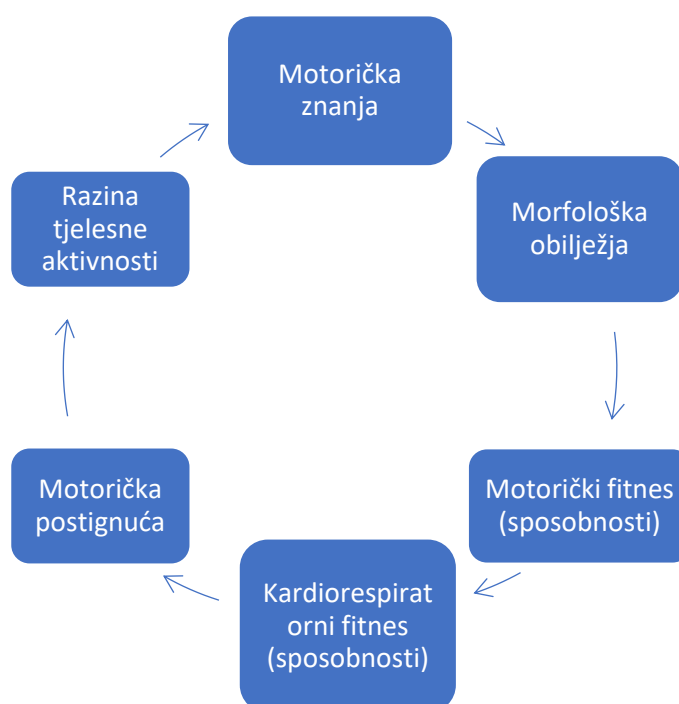 Motorička
znanja
Morfološka
obilježja
Motorički fitnes
(sposobnosti)
Kardiorespirat
orni fitnes
(sposobnosti)
Motorička
postignuća
Razina
tjelesne
aktivnosti